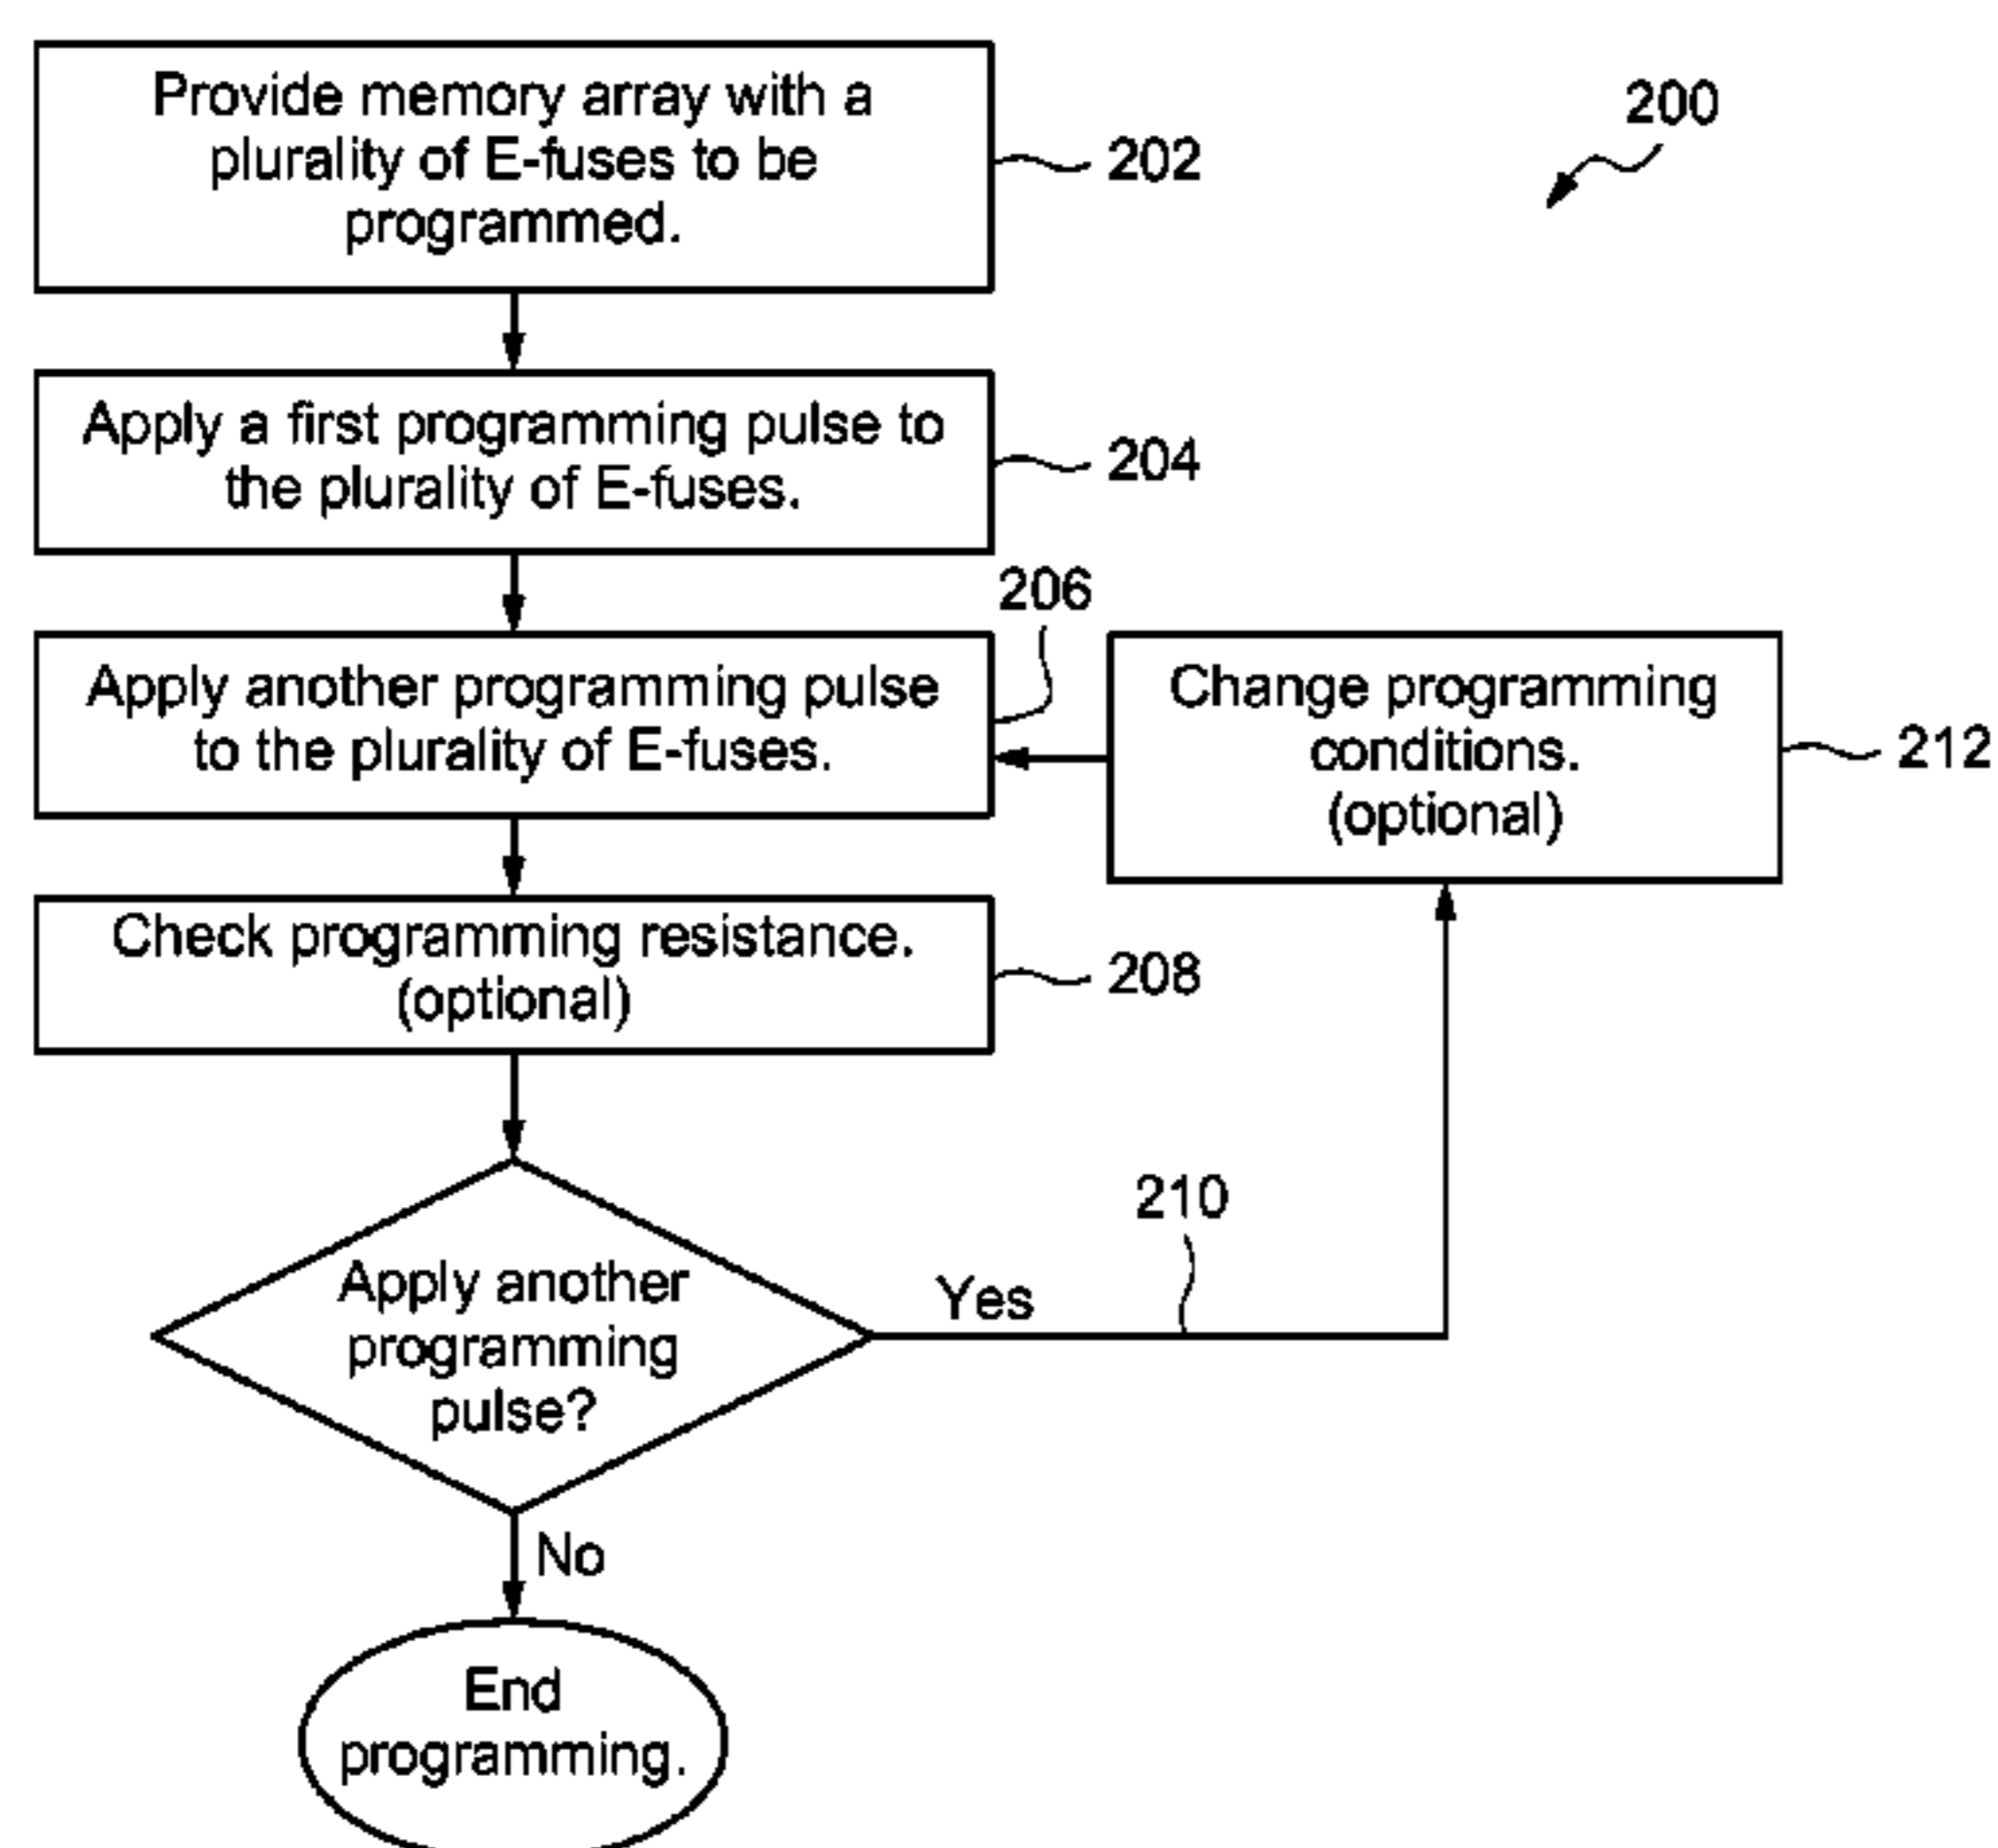 Provide memory array with a
plurality of E-fuses to be
programmed.
202
200
Apply a first programming pulse to
the plurality of E-fuses.
204
206
Apply another programming pulse
to the plurality of E-fuses.
Change programming
conditions.
(optional)
212
Check programming resistance.
(optional)
208
Apply another
programming
pulse?
Yes
210
No
End
programming.